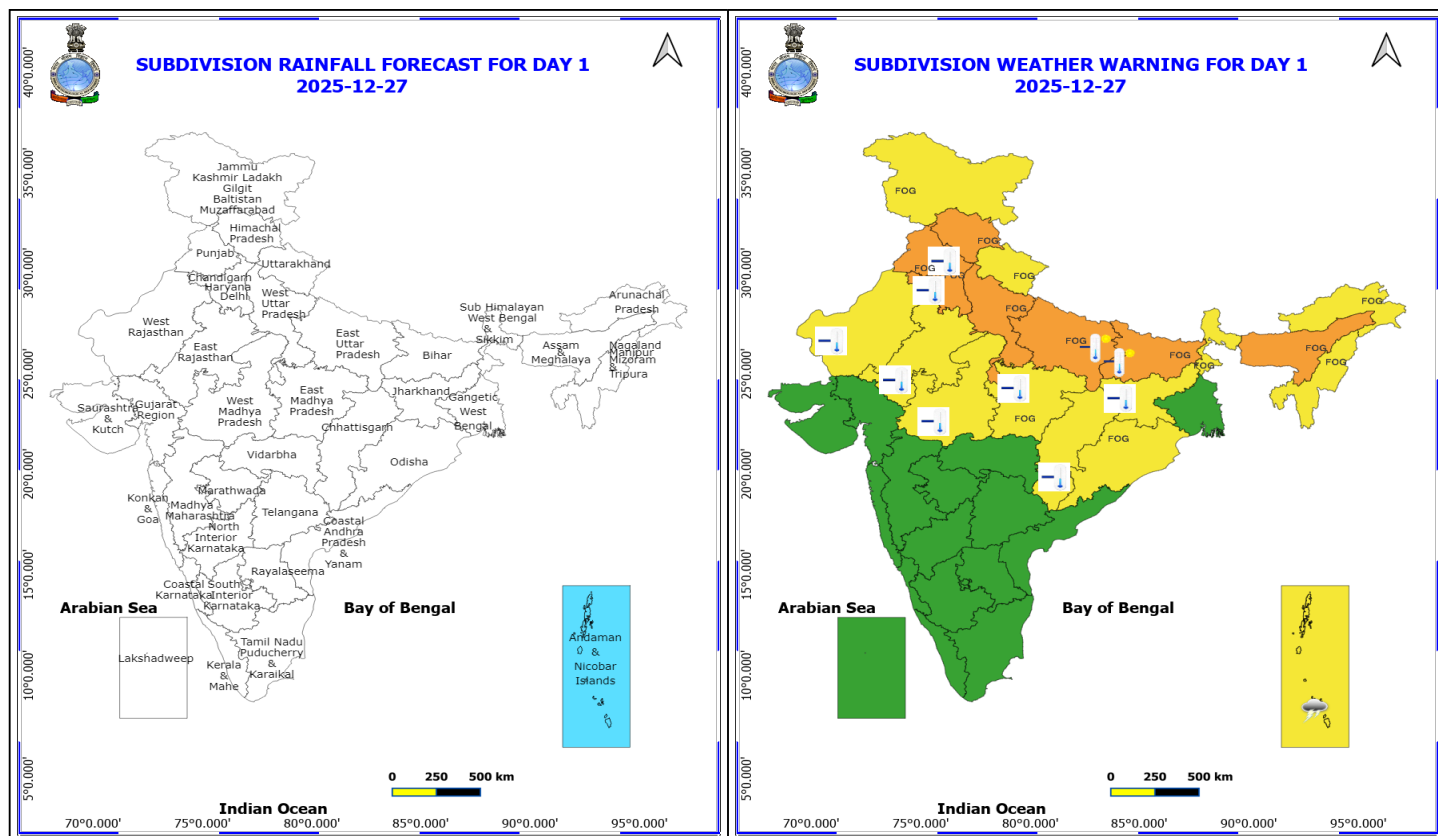 SUBDIVISION RAINFALL FORECAST FOR DAY 1
2025-12-27
40°0.000'
35°0.000'
30°0.000'
25°0.000'
20°0.000'
15°0.000'
10°0.000'
5°0.000'
Jammu
Kashmir Ladakh
Gilgit
Baltistan
Muzaffarabad
Himachal
Pradesh
Punjab
Uttarakhand
Chandigarh
Haryana
Delhi
West
Uttar
Pradesh
West
Rajasthan
East
Rajasthan
East
Uttar
Pradesh
Bihar
Sub Himalayan
West Bengal
&
Sikkim
Arunachal
Pradesh
Assam
&
Meghalaya
Nagaland
Manipur
Mizoram
&
Tripura
Saurashtra
&
Kutch
Gujarat
Region
West
Madhya
Pradesh
East
Madhya
Pradesh
Jharkhand
Gangetic
West
Bengal
Chhattisgarh
Vidarbha
Odisha
Konkan
&
Goa
Madhya
Maharashtra
Marathwada
Telangana
North
Interior
Karnataka
Coastal
Andhra
Pradesh
&
Yanam
Rayalaseema
Coastal
Karnataka
South
Interior
Karnataka
Arabian Sea
Bay of Bengal
Lakshadweep
Kerala
&
Mahe
Tamil Nadu
Puducherry
&
Karaikal
Andaman
&
Nicobar
Islands
0 250 500 km
Indian Ocean
70°0.000' 75°0.000' 80°0.000' 85°0.000' 90°0.000' 95°0.000'
SUBDIVISION WEATHER WARNING FOR DAY 1
2025-12-27
40°0.000'
35°0.000'
30°0.000'
25°0.000'
20°0.000'
15°0.000'
10°0.000'
5°0.000'
FOG
FOG
FOG
FOG
FOG
FOG
FOG
FOG
FOG
FOG
FOG
FOG
FOG
Arabian Sea
Bay of Bengal
0 250 500 km
Indian Ocean
70°0.000' 75°0.000' 80°0.000' 85°0.000' 90°0.000' 95°0.000'